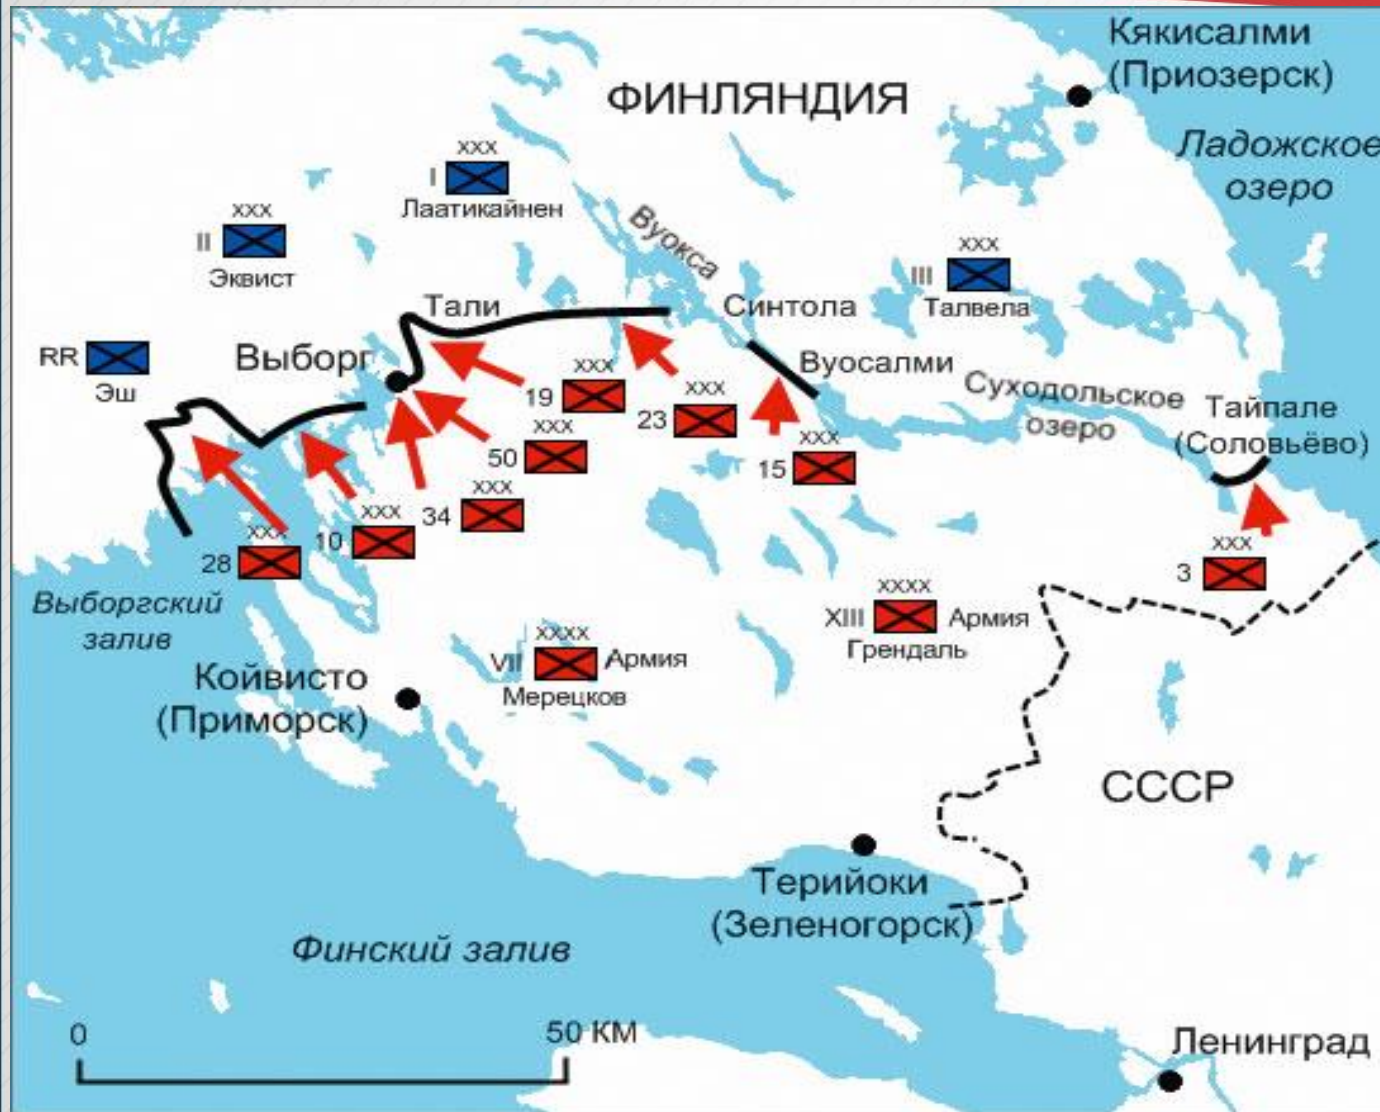 Кякисалми
(Приозерск)
ФИНЛЯНДИЯ
Ладожское
озеро
xxx
I
Лаатикайнен
xxx
II
Эквист
Вуокса
xxx
III
Талвела
Тали
Синтола
RR
Эш
Выборг
Вуосалми
Суходольское
озеро
Тайпале
(Соловьёво)
xxx
19
xxx
23
xxx
50
xxx
15
xxx
34
xxx
10
xxx
28
xxx
3
Выборгский
залив
xxxx
XIII Армия
Грендаль
xxxx
VII Армия
Мерецков
Койвисто
(Приморск)
СССР
Терийоки
(Зеленогорск)
Финский залив
0 50 КМ
Ленинград